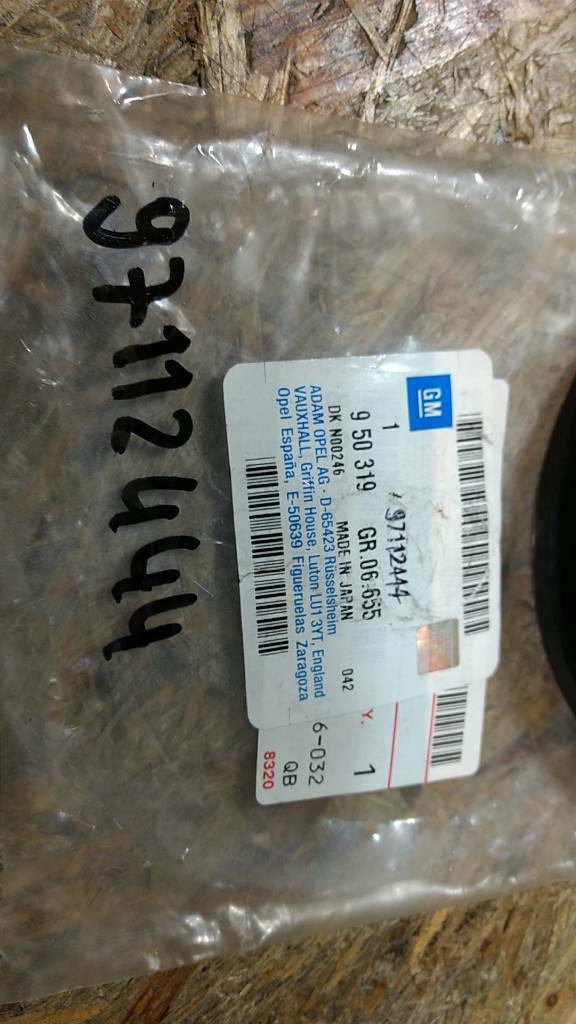 97112444
GM
1
97112444
9 50 319 GR.06.655
DK N00246 MADE IN JAPAN 042
ADAM OPEL AG · D-65423 Rüsselsheim
VAUXHALL, Griffin House, Luton LU1 3YT, England
Opel España, E-50639 Figueruelas Zaragoza
Y. 1
6-032
QB
8320